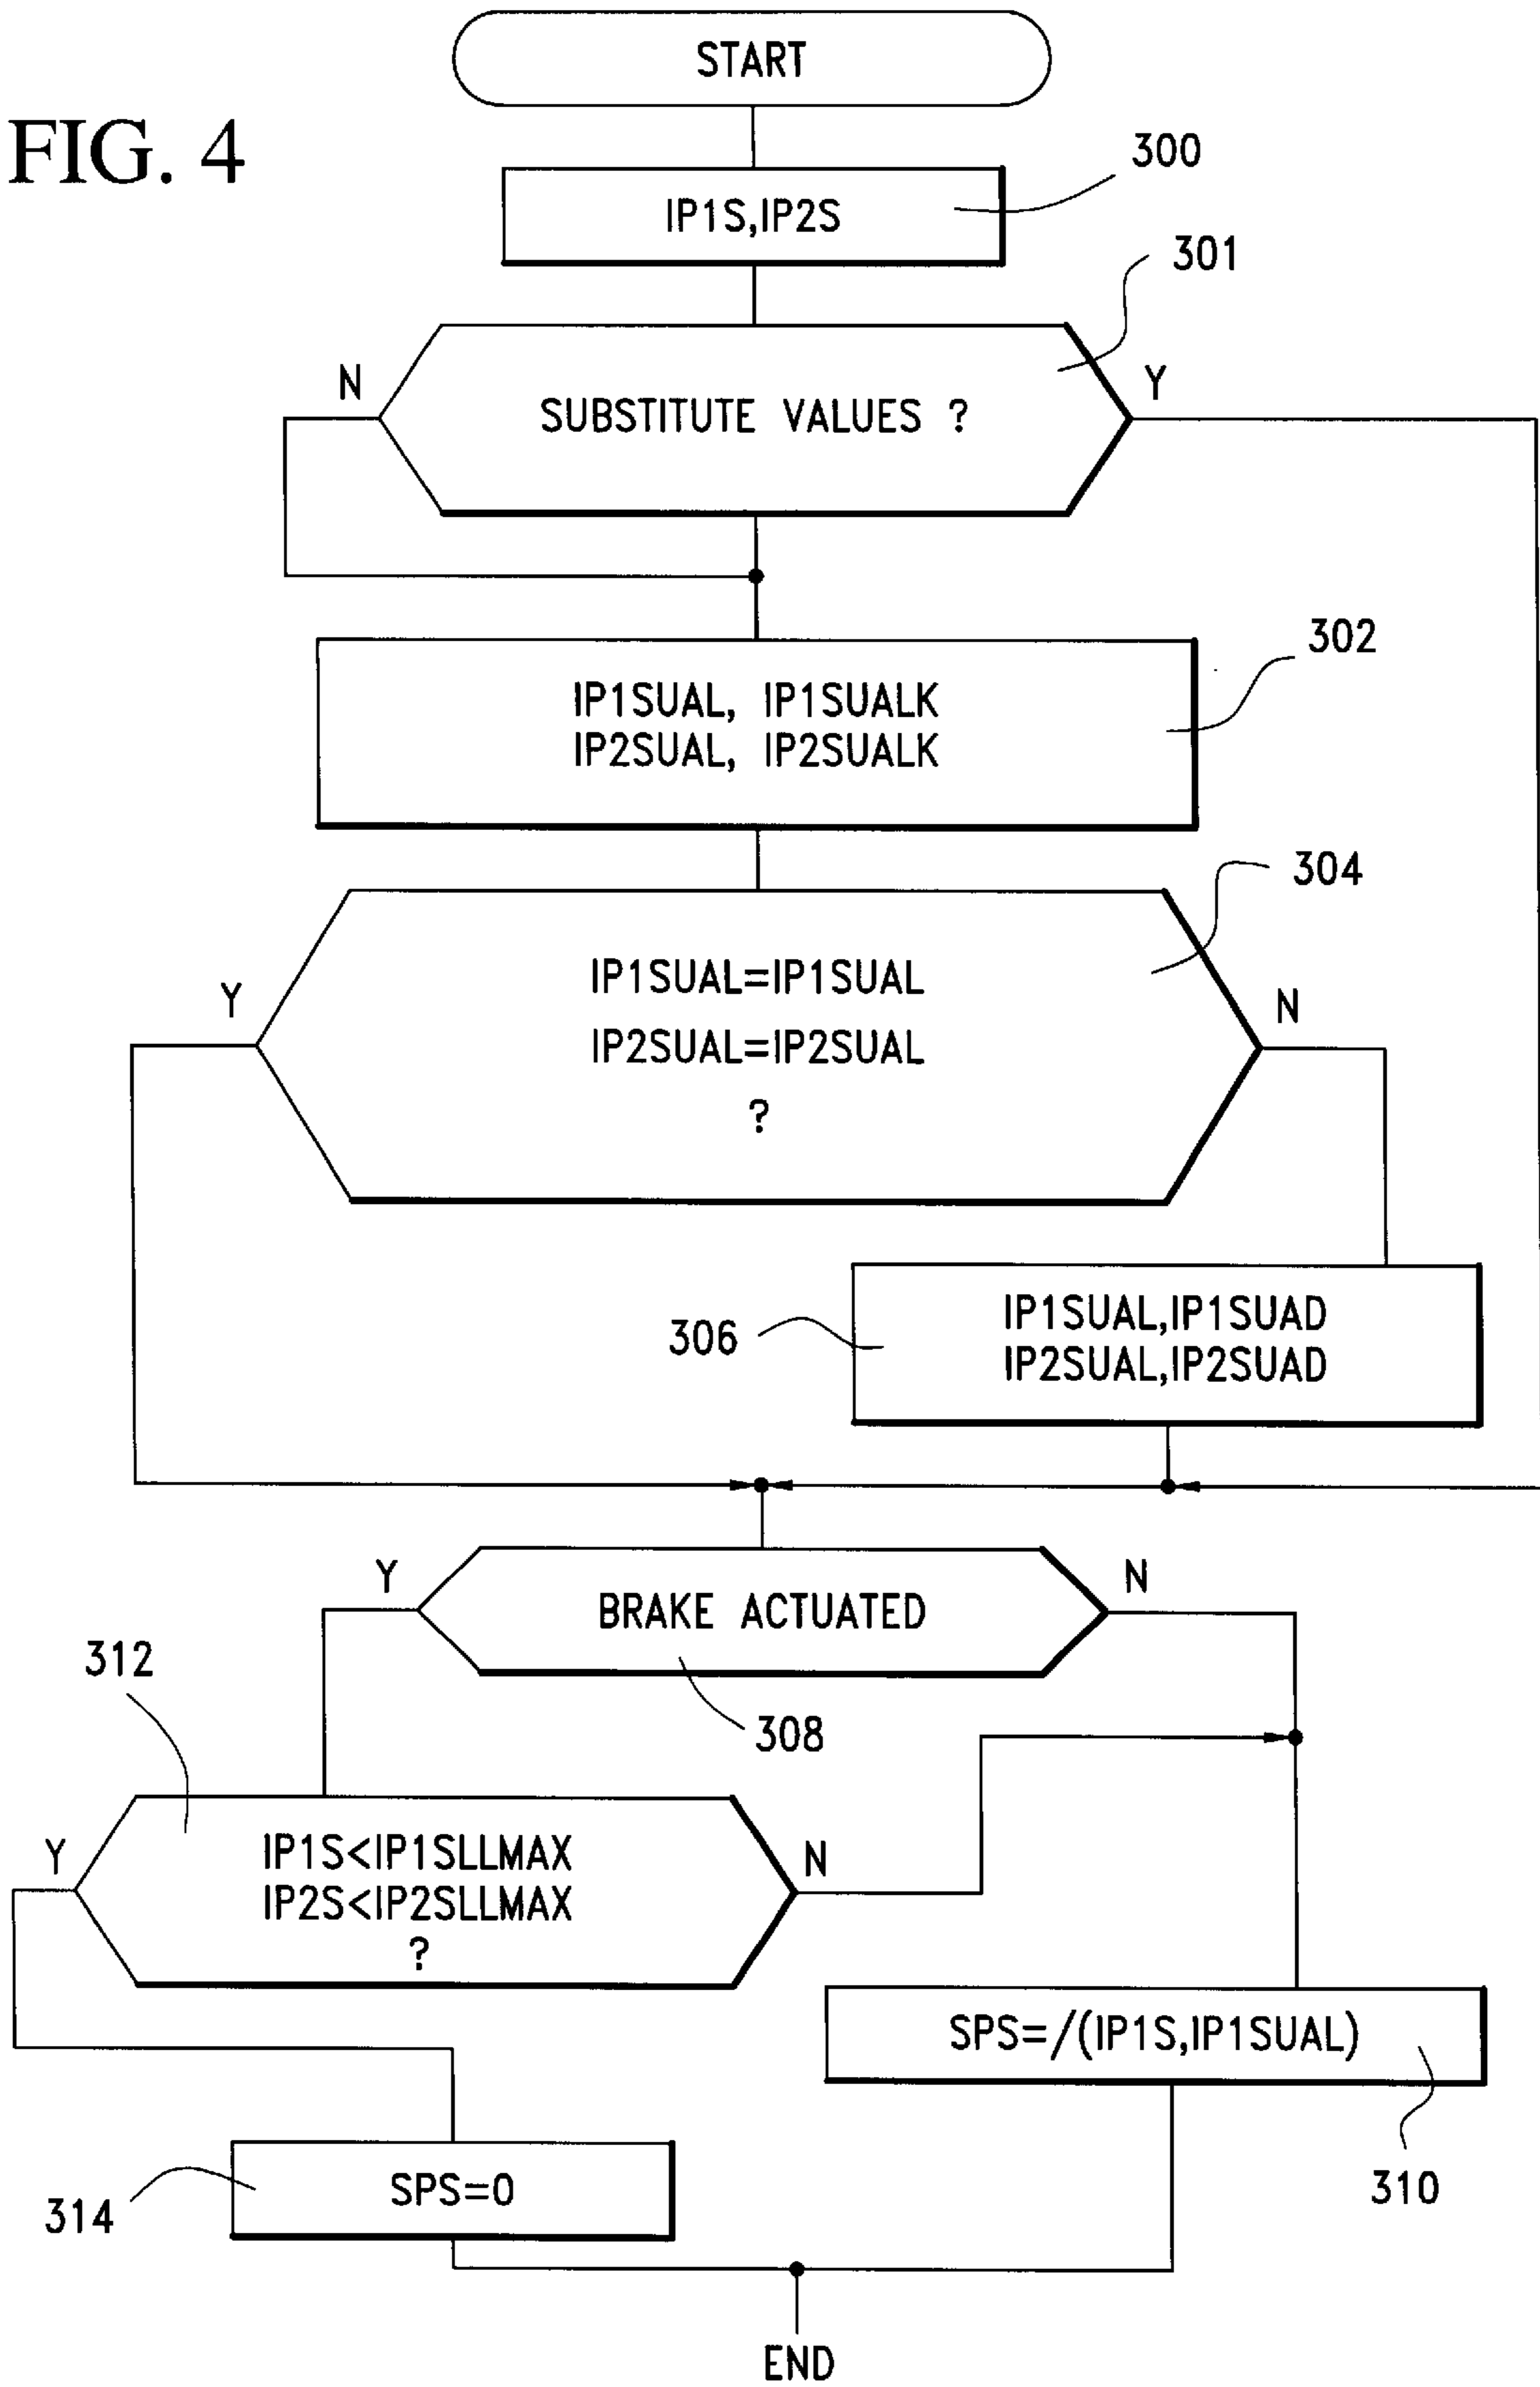 START
FIG. 4
300
IP1S,IP2S
301
N
Y
SUBSTITUTE VALUES ?
302
IP1SUAL, IP1SUALK
IP2SUAL, IP2SUALK
304
IP1SUAL=IP1SUAL
Y
N
IP2SUAL=IP2SUAL
?
IP1SUAL,IP1SUAD
306
IP2SUAL,IP2SUAD
Y
N
BRAKE ACTUATED
312
308
IP1S<IP1SLLMAX
Y
N
IP2S<IP2SLLMAX
?
SPS=/(IP1S,IP1SUAL)
310
SPS=0
314
END